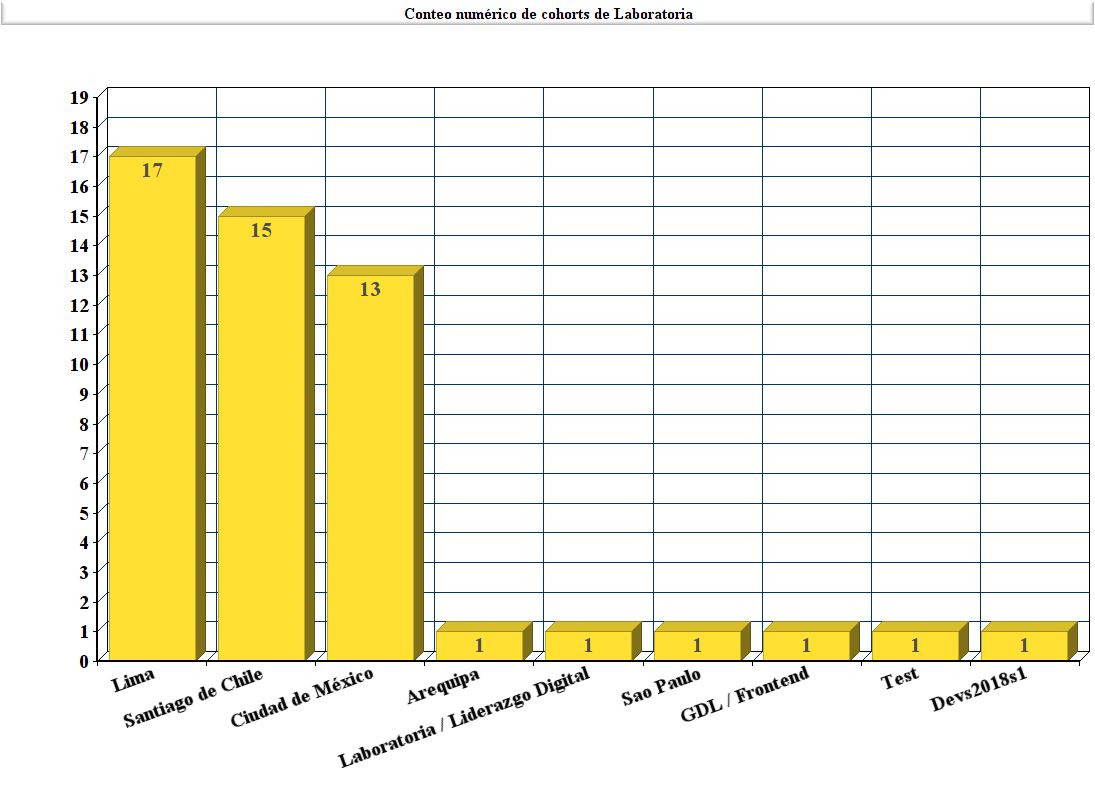 Conteo numérico de cohorts de Laboratoria
19
18
17
16
15
14
13
12
11
10
9
8
7
6
5
4
3
2
1
0
17
15
13
1
1
1
1
1
1
Lima
Santiago de Chile
Ciudad de México
Arequipa
Laboratoria / Liderazgo Digital
Sao Paulo
GDL / Frontend
Test
Devs2018s1